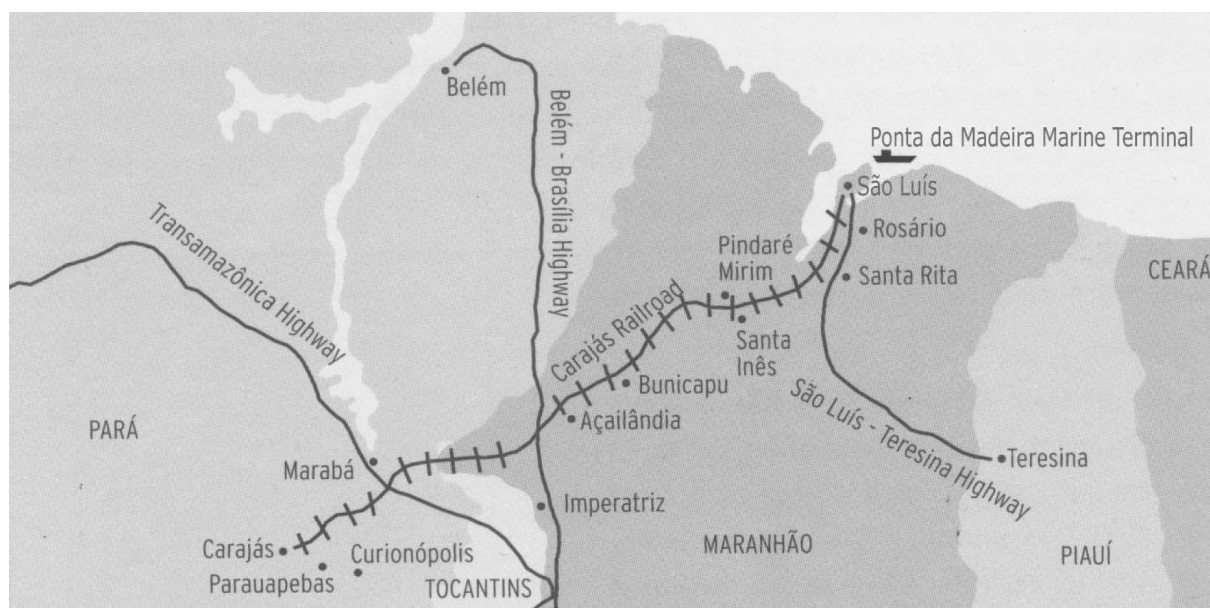 Belém
Belém - Brasília Highway
Ponta da Madeira Marine Terminal
São Luís
Rosário
Santa Rita
CEARÁ
Transamazônica Highway
Pindaré
Mirim
Carajás Railroad
Santa
Inês
Bunicapu
Açailândia
São Luís - Teresina Highway
PARÁ
Marabá
Teresina
Imperatriz
MARANHÃO
PIAUÍ
Carajás
Parauapebas
Curionópolis
TOCANTINS